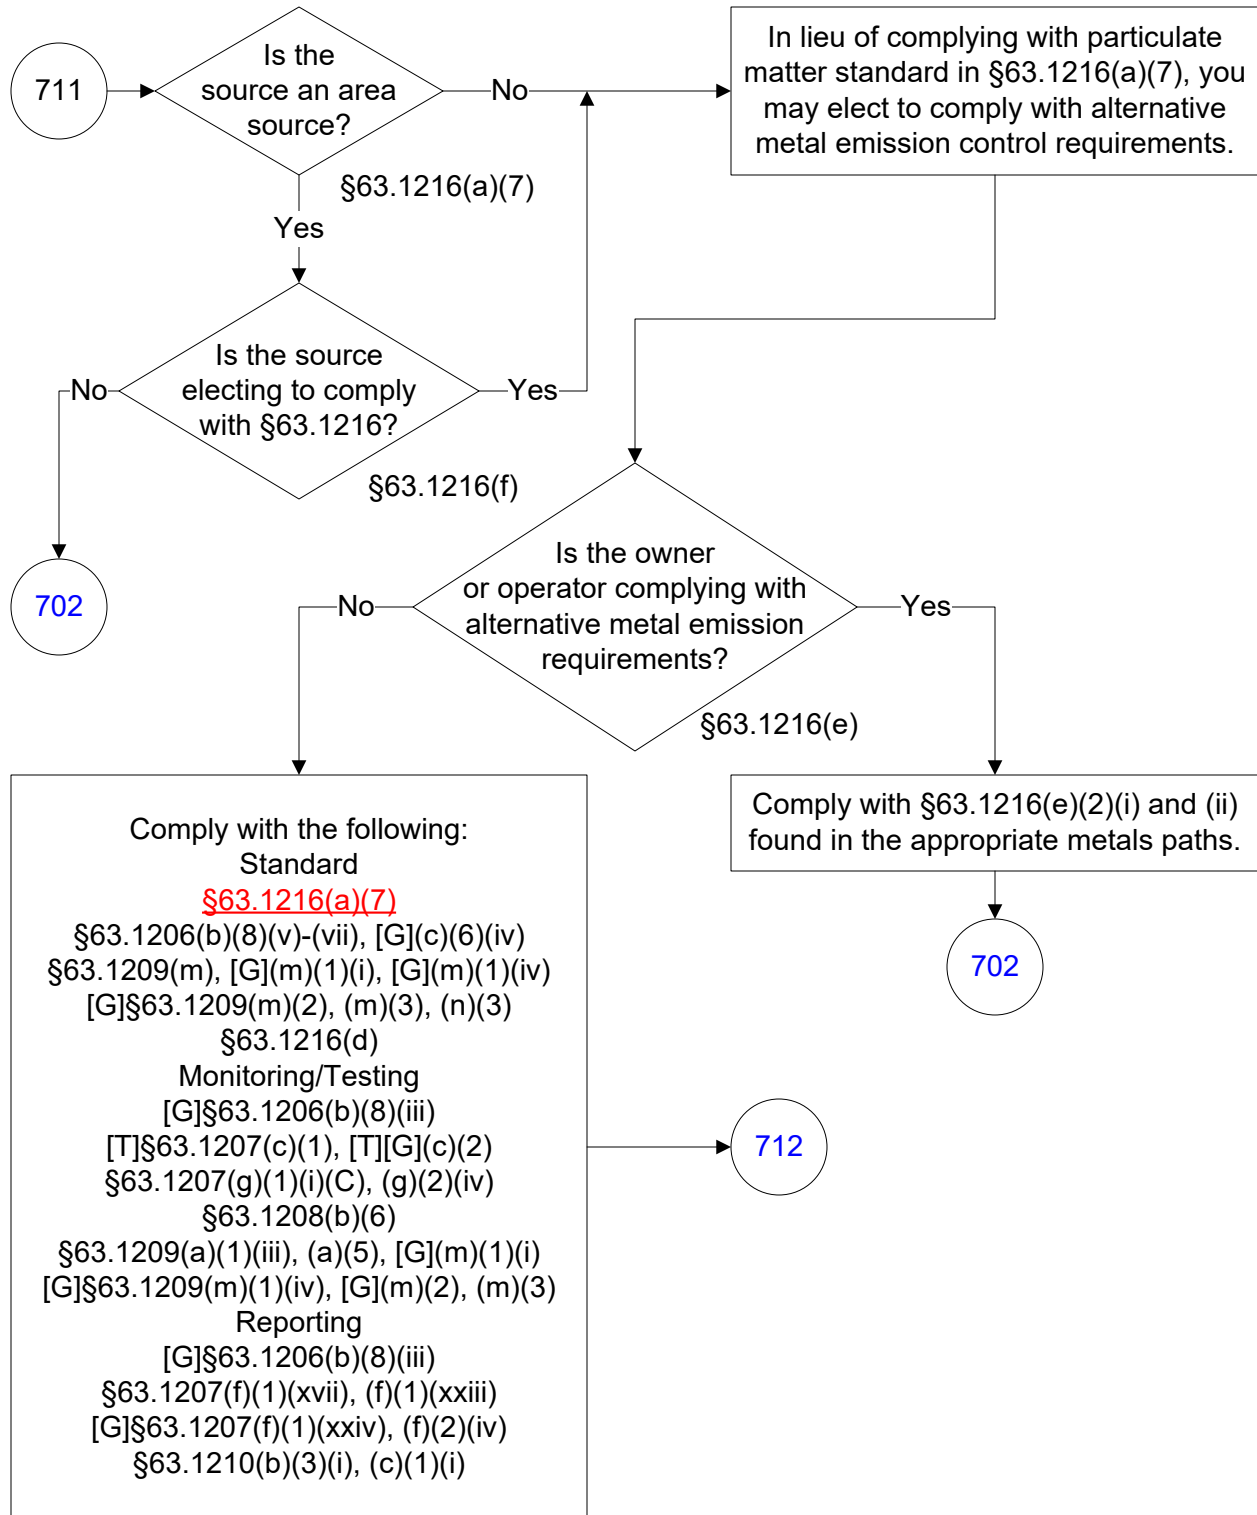 711
Is the
source an area
source?
No
In lieu of complying with particulate
matter standard in §63.1216(a)(7), you
may elect to comply with alternative
metal emission control requirements.
§63.1216(a)(7)
Yes
Is the source
electing to comply
with §63.1216?
No
Yes
§63.1216(f)
702
Is the owner
or operator complying with
alternative metal emission
requirements?
No
Yes
§63.1216(e)
Comply with the following:
Standard
§63.1216(a)(7)
§63.1206(b)(8)(v)-(vii), [G](c)(6)(iv)
§63.1209(m), [G](m)(1)(i), [G](m)(1)(iv)
[G]§63.1209(m)(2), (m)(3), (n)(3)
§63.1216(d)
Monitoring/Testing
[G]§63.1206(b)(8)(iii)
[T]§63.1207(c)(1), [T][G](c)(2)
§63.1207(g)(1)(i)(C), (g)(2)(iv)
§63.1208(b)(6)
§63.1209(a)(1)(iii), (a)(5), [G](m)(1)(i)
[G]§63.1209(m)(1)(iv), [G](m)(2), (m)(3)
Reporting
[G]§63.1206(b)(8)(iii)
§63.1207(f)(1)(xvii), (f)(1)(xxiii)
[G]§63.1207(f)(1)(xxiv), (f)(2)(iv)
§63.1210(b)(3)(i), (c)(1)(i)
Comply with §63.1216(e)(2)(i) and (ii)
found in the appropriate metals paths.
702
712